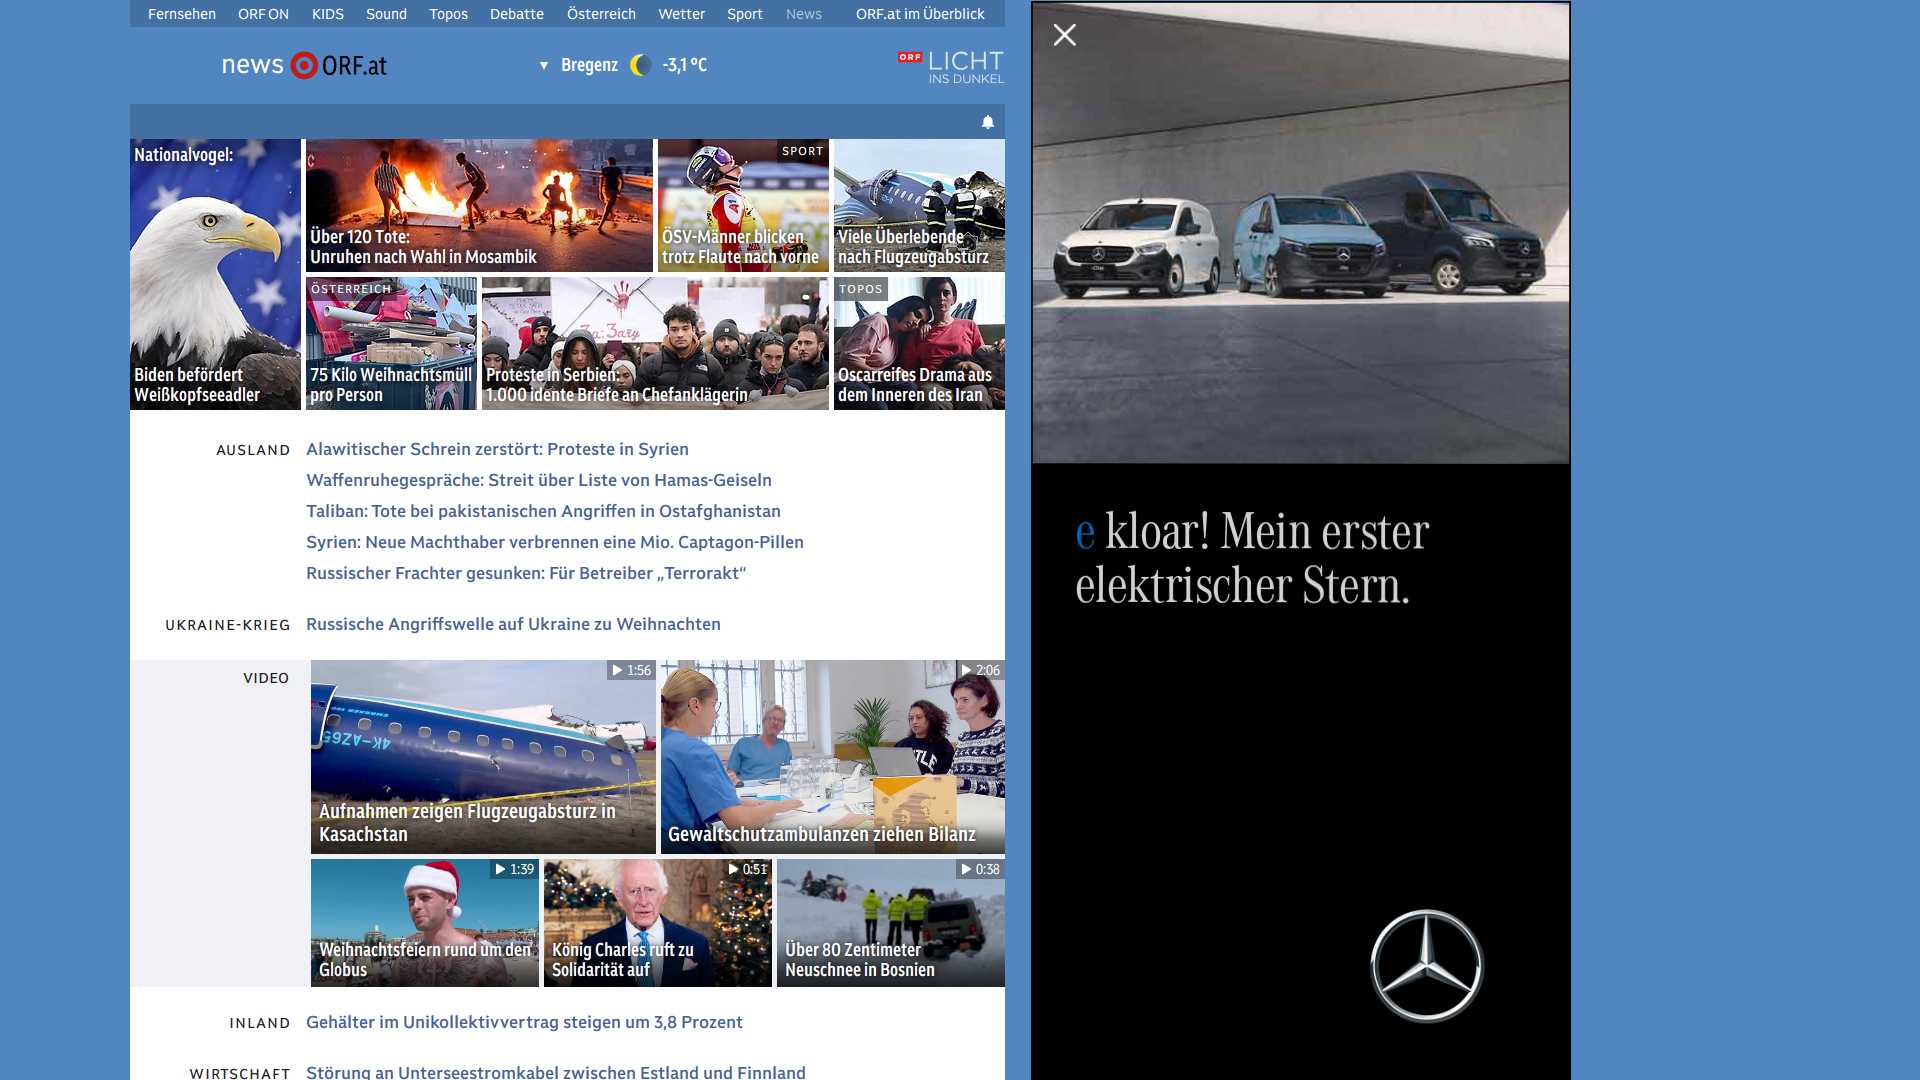 Fernsehen ORF ON KIDS Sound Topos Debatte Österreich Wetter Sport News ORF.at im Überblick
news ORF.at
Bregenz -3,1 °C
ORF LICHT
INS DUNKEL
Nationalvogel:
Biden befördert
Weißkopfseeadler
Über 120 Tote:
Unruhen nach Wahl in Mosambik
SPORT
ÖSV-Männer blicken
trotz Flaute nach vorne
Viele Überlebende
nach Flugzeugabsturz
ÖSTERREICH
75 Kilo Weihnachtsmüll
pro Person
Proteste in Serbien:
1.000 idente Briefe an Chefanklägerin
TOPOS
Oscarreifes Drama aus
dem Inneren des Iran
AUSLAND
Alawitischer Schrein zerstört: Proteste in Syrien
Waffenruhegespräche: Streit über Liste von Hamas-Geiseln
Taliban: Tote bei pakistanischen Angriffen in Ostafghanistan
Syrien: Neue Machthaber verbrennen eine Mio. Captagon-Pillen
Russischer Frachter gesunken: Für Betreiber „Terrorakt“
UKRAINE-KRIEG
Russische Angriffswelle auf Ukraine zu Weihnachten
VIDEO
1:56
4K-AZ65
Aufnahmen zeigen Flugzeugabsturz in
Kasachstan
2:06
Gewaltschutzambulanzen ziehen Bilanz
1:39
Weihnachtsfeiern rund um den
Globus
0:51
König Charles ruft zu
Solidarität auf
0:38
Über 80 Zentimeter
Neuschnee in Bosnien
INLAND
Gehälter im Unikollektivvertrag steigen um 3,8 Prozent
WIRTSCHAFT
Störung an Unterseestromkabel zwischen Estland und Finnland
e kloar! Mein erster
elektrischer Stern.